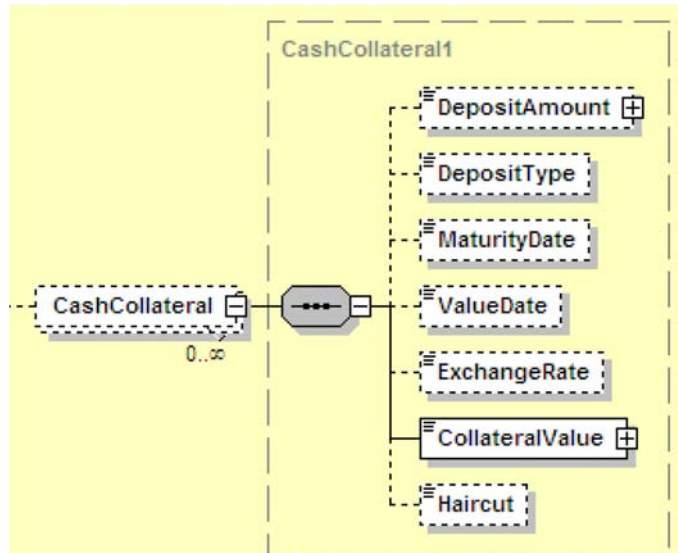 CashCollateral1
DepositAmount
DepositType
MaturityDate
CashCollateral
ValueDate
0..∞
ExchangeRate
CollateralValue
Haircut